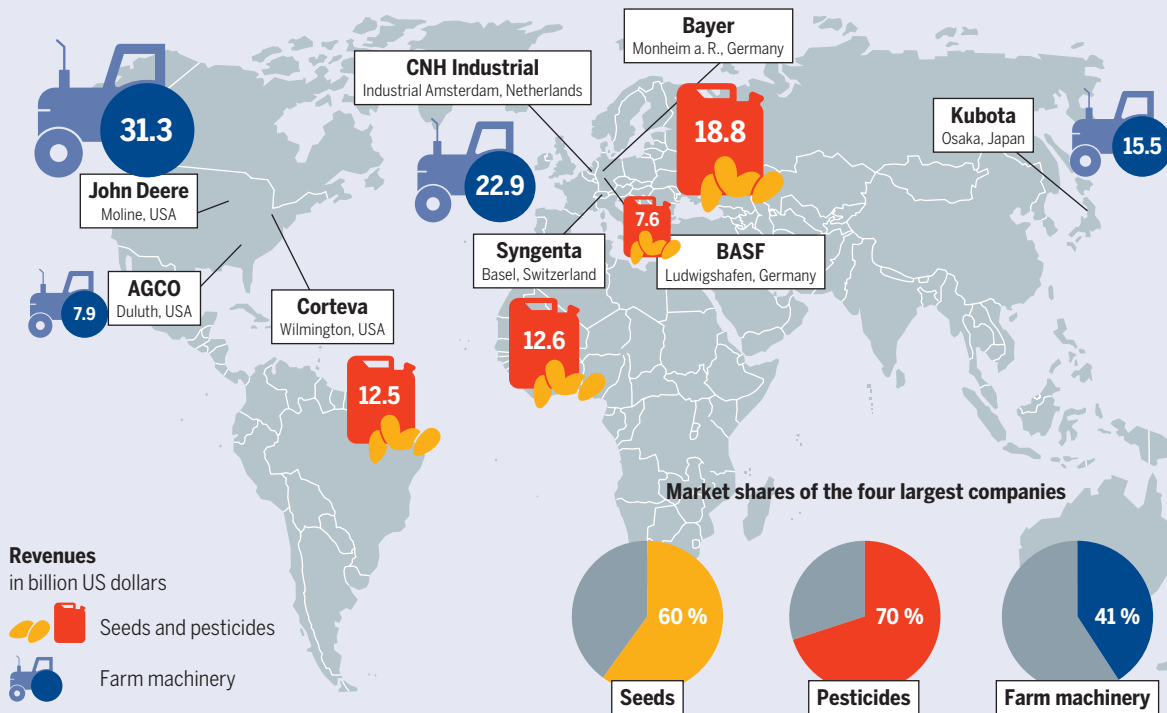 Bayer
Monheim a. R., Germany
CNH Industrial
Industrial Amsterdam, Netherlands
18.8
Kubota
Osaka, Japan
15.5
31.3
22.9
John Deere
Moline, USA
7.6
Syngenta
Basel, Switzerland
BASF
Ludwigshafen, Germany
AGCO
Duluth, USA
7.9
Corteva
Wilmington, USA
12.6
12.5
Market shares of the four largest companies
Revenues
in billion US dollars
Seeds and pesticides
Farm machinery
60 %
Seeds
70 %
Pesticides
41 %
Farm machinery